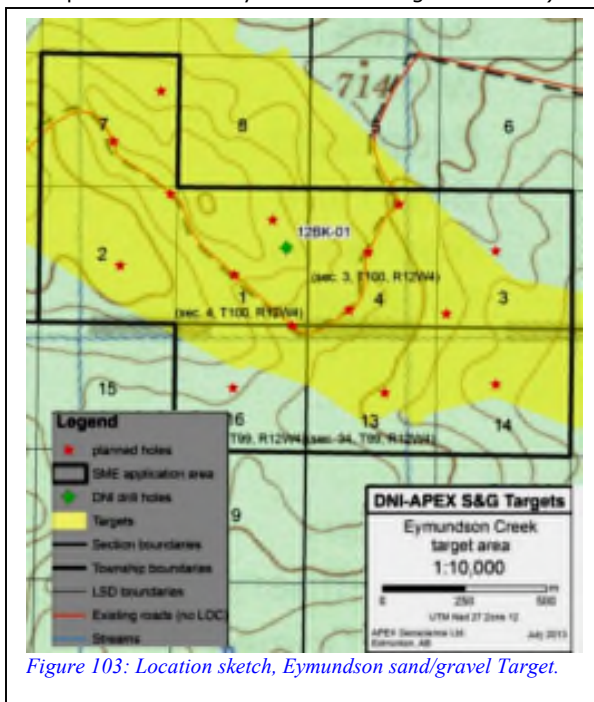 714
7
8
6
12BK-01
2
(sec. 3, T100, R12W4)
1
4
3
(sec. 4, T100, R12W4)
15
16
13
14
T99, R12W4)
(sec. 34, T99, R12W4)
9
Legend
planned holes
SME application area
DNI drill holes
Targets
Section boundaries
Township boundaries
LSD boundaries
Existing roads (no LOC)
Streams
DNI-APEX S&G Targets
Eymundson Creek
target area
1:10,000
m
0 250 500
UTM Nad 27 Zone 12
APEX Geoscience Ltd.
Edmonton, AB
July 2013
Figure 103: Location sketch, Eymundson sand/gravel Target.